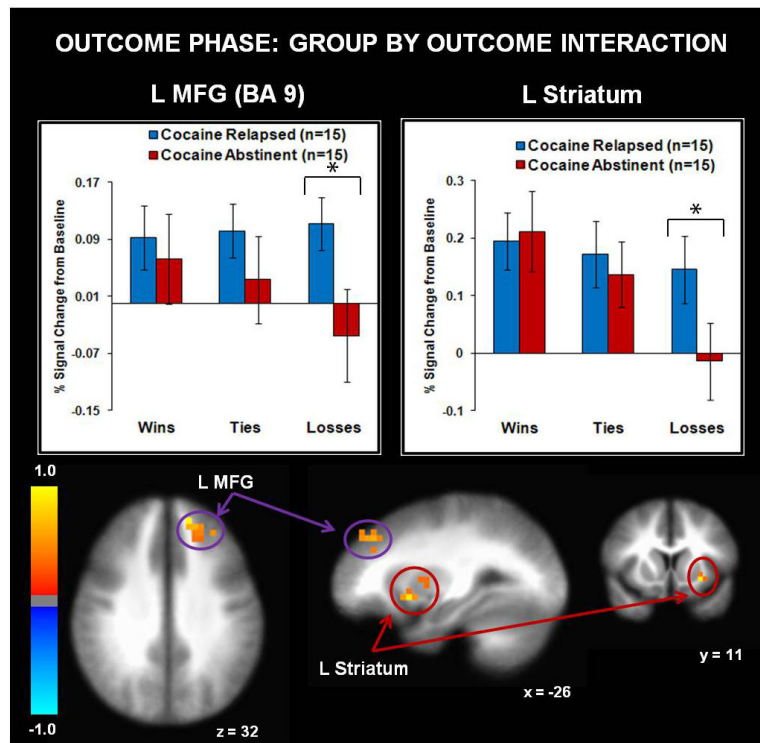 OUTCOME PHASE: GROUP BY OUTCOME INTERACTION
L MFG (BA 9)
Cocaine Relapsed (n=15)
Cocaine Abstinent (n=15)
*
% Signal Change from Baseline
0.17
0.09
0.01
-0.07
-0.15
Wins Ties Losses
L Striatum
Cocaine Relapsed (n=15)
Cocaine Abstinent (n=15)
*
% Signal Change from Baseline
0.3
0.2
0.1
0
-0.1
Wins Ties Losses
1.0
-1.0
L MFG
L Striatum
z = 32
x = -26
y = 11